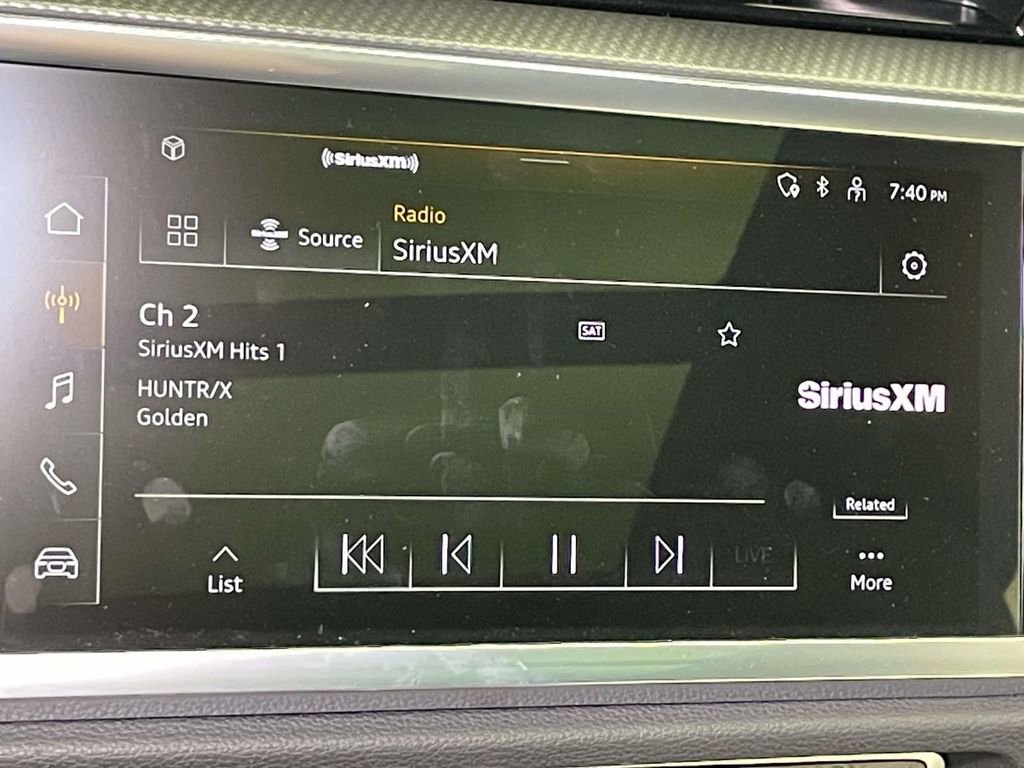 ((SiriusXM))
7:40 PM
Radio
Source
SiriusXM
Ch 2
SAT
SiriusXM Hits 1
HUNTR/X
SiriusXM
Golden
Related
LIVE
List
More